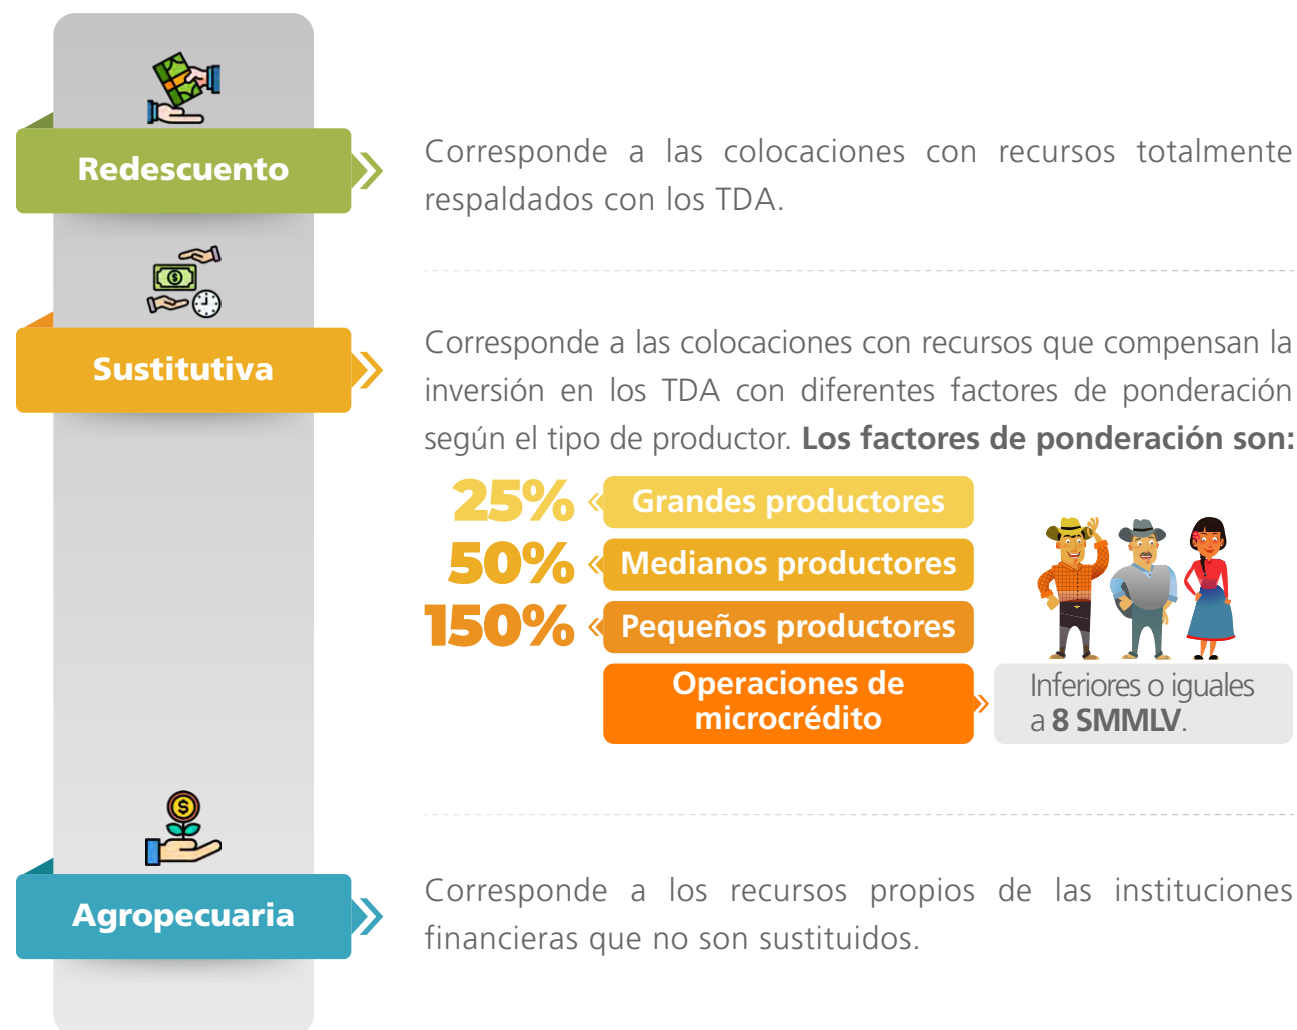 Redescuento
Corresponde a las colocaciones con recursos totalmente
respaldados con los TDA.
Sustitutiva
Corresponde a las colocaciones con recursos que compensan la
inversión en los TDA con diferentes factores de ponderación
según el tipo de productor. Los factores de ponderación son:
25% Grandes productores
50% Medianos productores
150% Pequeños productores
Operaciones de
microcrédito
Inferiores o iguales
a 8 SMMLV.
Agropecuaria
Corresponde a los recursos propios de las instituciones
financieras que no son sustituidos.